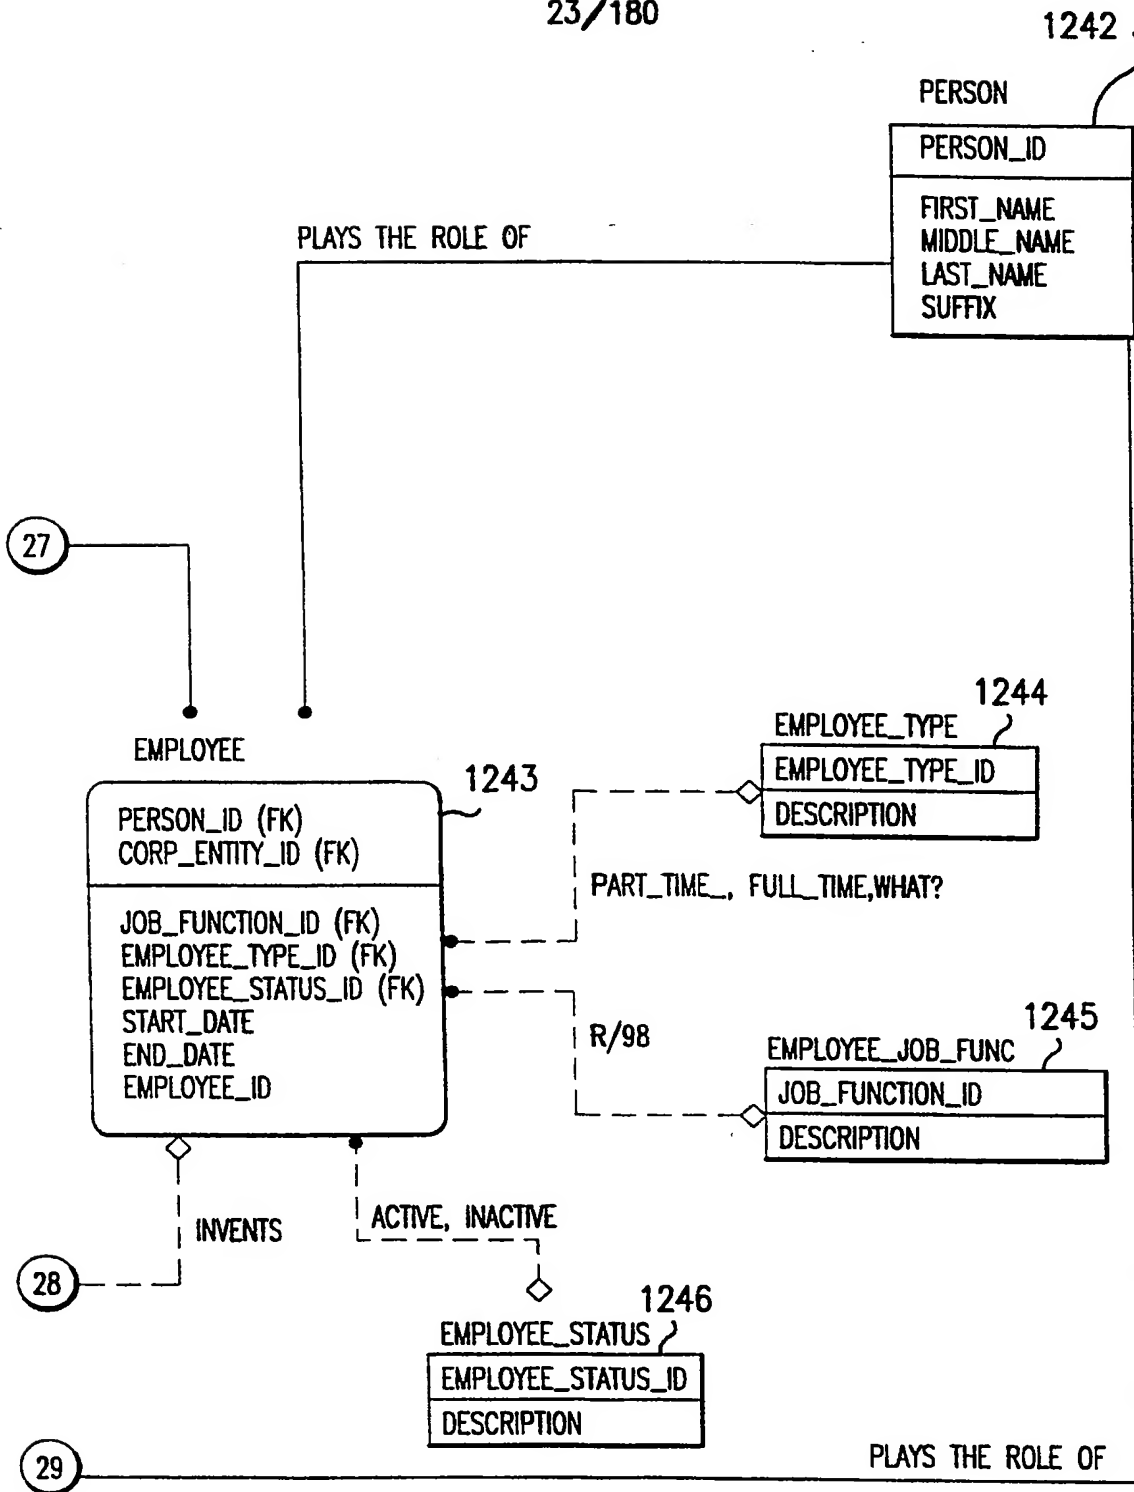 23/180
1242
PERSON
PERSON_ID
FIRST_NAME
MIDDLE_NAME
LAST_NAME
SUFFIX
PLAYS THE ROLE OF
27
EMPLOYEE
1243
PERSON_ID (FK)
CORP_ENTITY_ID (FK)
JOB_FUNCTION_ID (FK)
EMPLOYEE_TYPE_ID (FK)
EMPLOYEE_STATUS_ID (FK)
START_DATE
END_DATE
EMPLOYEE_ID
1244
EMPLOYEE_TYPE
EMPLOYEE_TYPE_ID
DESCRIPTION
PART_TIME_, FULL_TIME,WHAT?
R/98
1245
EMPLOYEE_JOB_FUNC
JOB_FUNCTION_ID
DESCRIPTION
INVENTS
ACTIVE, INACTIVE
28
1246
EMPLOYEE_STATUS
EMPLOYEE_STATUS_ID
DESCRIPTION
29
PLAYS THE ROLE OF